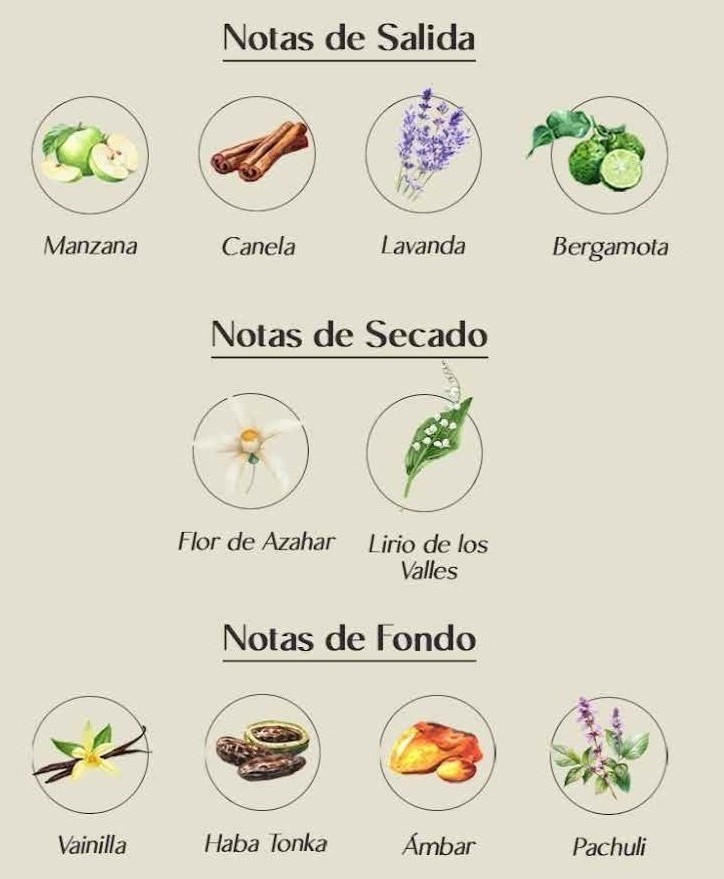 Notas de Salida
Manzana
Canela
Lavanda
Bergamota
Notas de Secado
Flor de Azahar
Lirio de los
Valles
Notas de Fondo
Vainilla
Haba Tonka
Ámbar
Pachuli